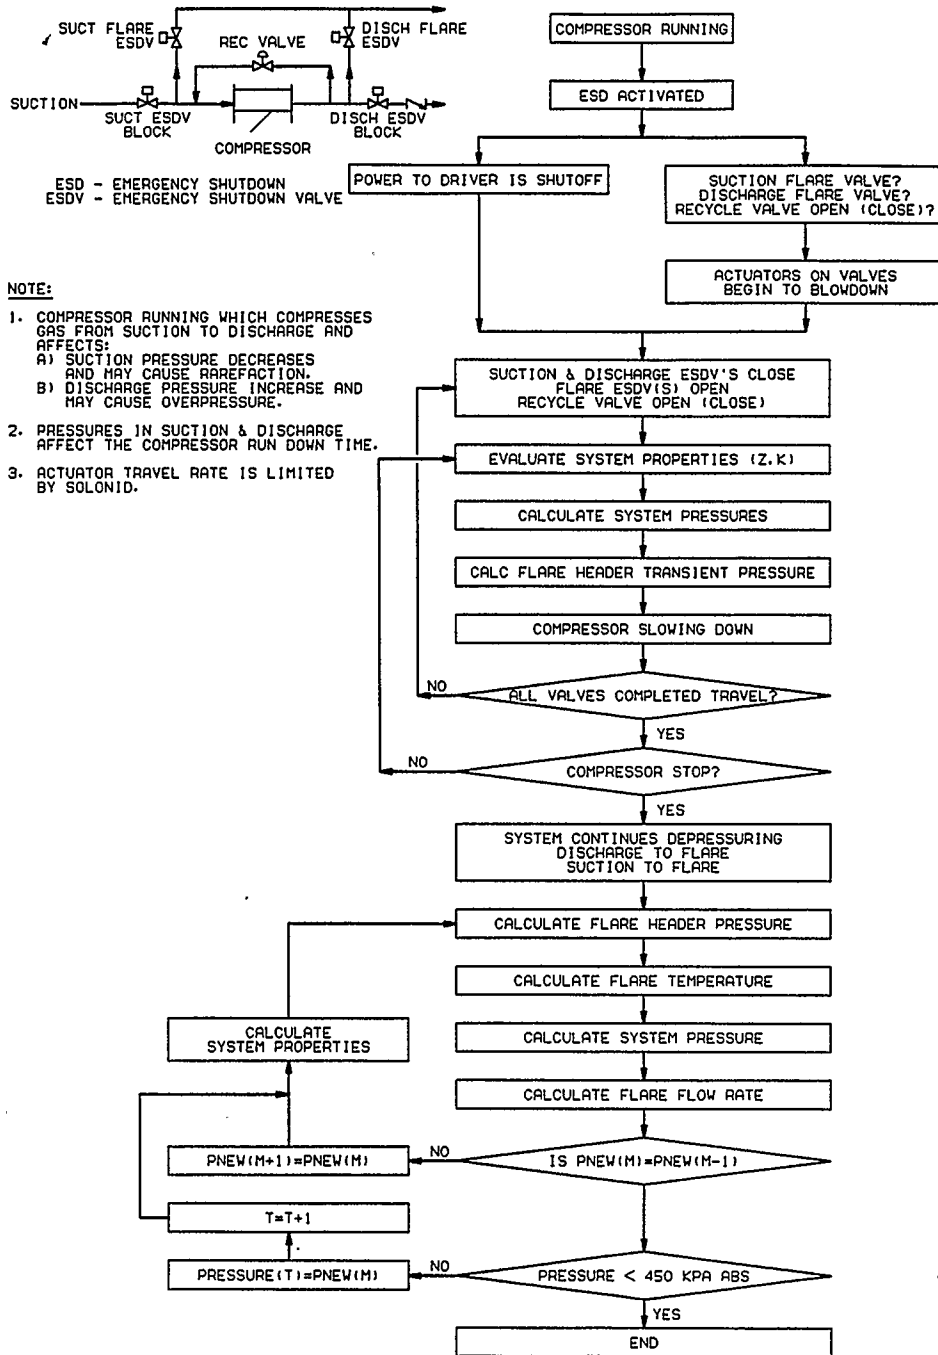 SUCT FLARE
ESDV
REC VALVE
DISCH FLARE
ESDV
SUCTION
SUCT ESDV
BLOCK
COMPRESSOR
DISCH ESDV
BLOCK
ESD - EMERGENCY SHUTDOWN
ESDV - EMERGENCY SHUTDOWN VALVE
NOTE:
1. COMPRESSOR RUNNING WHICH COMPRESSES
GAS FROM SUCTION TO DISCHARGE AND
AFFECTS:
A) SUCTION PRESSURE DECREASES
AND MAY CAUSE RAREFACTION.
B) DISCHARGE PRESSURE INCREASE AND
MAY CAUSE OVERPRESSURE.
2. PRESSURES IN SUCTION & DISCHARGE
AFFECT THE COMPRESSOR RUN DOWN TIME.
3. ACTUATOR TRAVEL RATE IS LIMITED
BY SOLONID.
COMPRESSOR RUNNING
ESD ACTIVATED
POWER TO DRIVER IS SHUTOFF
SUCTION FLARE VALVE?
DISCHARGE FLARE VALVE?
RECYCLE VALVE OPEN (CLOSE)?
ACTUATORS ON VALVES
BEGIN TO BLOWDOWN
SUCTION & DISCHARGE ESDV'S CLOSE
FLARE ESDV(S) OPEN
RECYCLE VALVE OPEN (CLOSE)
EVALUATE SYSTEM PROPERTIES (Z.K)
CALCULATE SYSTEM PRESSURES
CALC FLARE HEADER TRANSIENT PRESSURE
COMPRESSOR SLOWING DOWN
NO
ALL VALVES COMPLETED TRAVEL?
YES
NO
COMPRESSOR STOP?
YES
SYSTEM CONTINUES DEPRESSURING
DISCHARGE TO FLARE
SUCTION TO FLARE
CALCULATE FLARE HEADER PRESSURE
CALCULATE FLARE TEMPERATURE
CALCULATE
SYSTEM PROPERTIES
CALCULATE SYSTEM PRESSURE
CALCULATE FLARE FLOW RATE
PNEW(M+1)=PNEW(M)
NO
IS PNEW(M)=PNEW(M-1)
T=T+1
PRESSURE(T)=PNEW(M)
NO
PRESSURE < 450 KPA ABS
YES
END